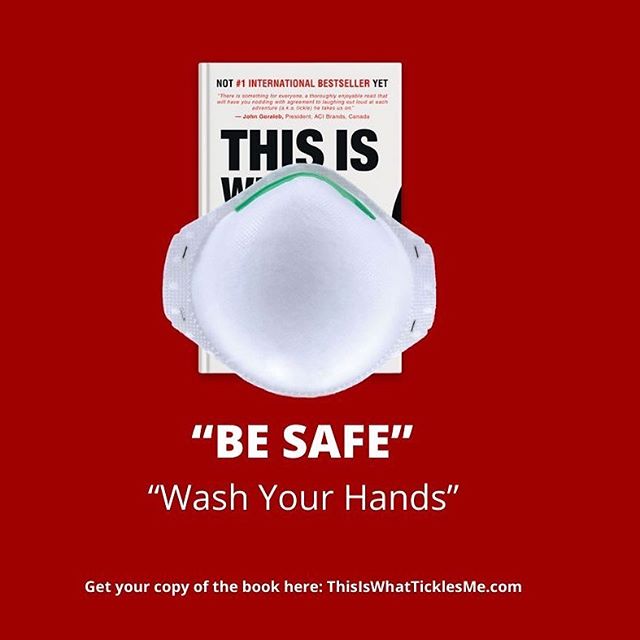 NOT #1 INTERNATIONAL BESTSELLER YET
"There is something for everyone, a thoroughly enjoyable read that
will have you nodding with agreement to laughing out loud at each
adventure (a.k.a. tickle) he takes us on."
— John Goraleb, President, ACI Brands, Canada
THIS IS
“BE SAFE”
“Wash Your Hands”
Get your copy of the book here: ThisIsWhatTicklesMe.com